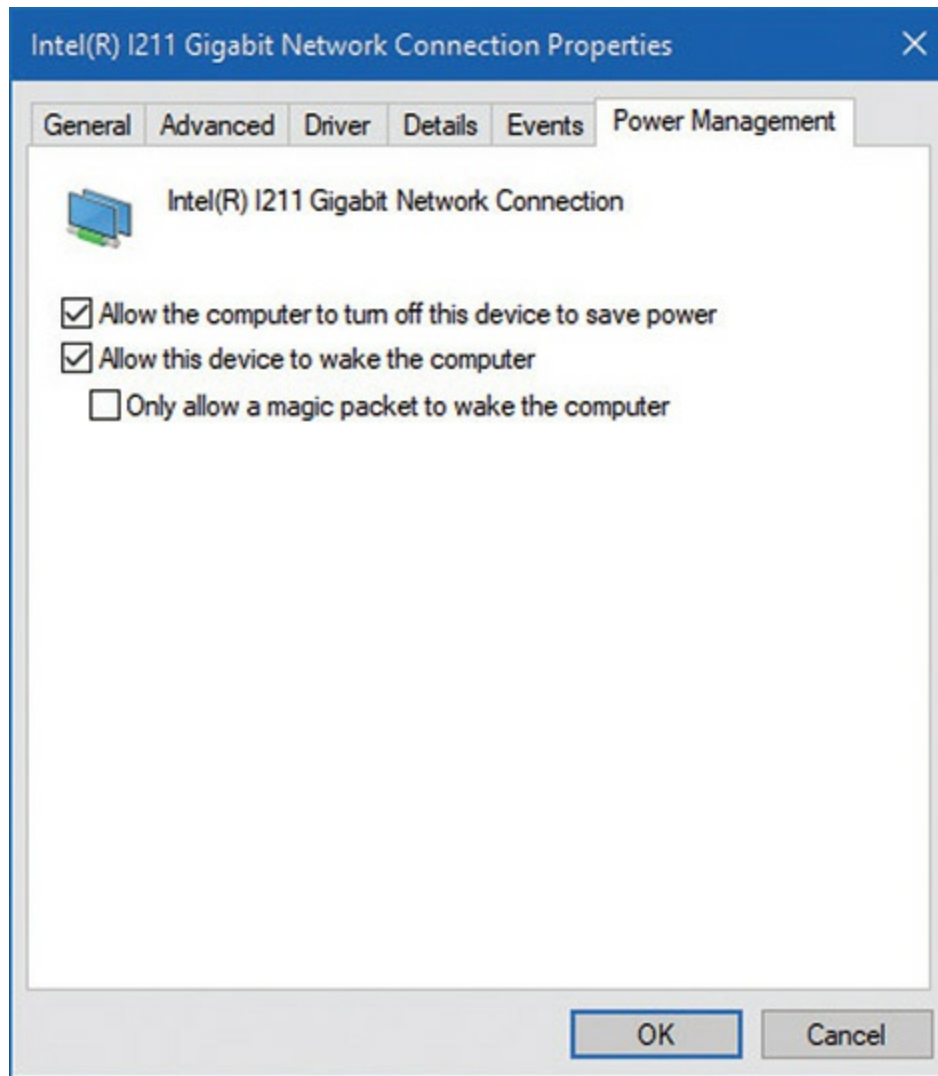 Intel(R) I211 Gigabit Network Connection Properties
General Advanced Driver Details Events Power Management
Intel(R) I211 Gigabit Network Connection
Allow the computer to turn off this device to save power
Allow this device to wake the computer
Only allow a magic packet to wake the computer
OK Cancel